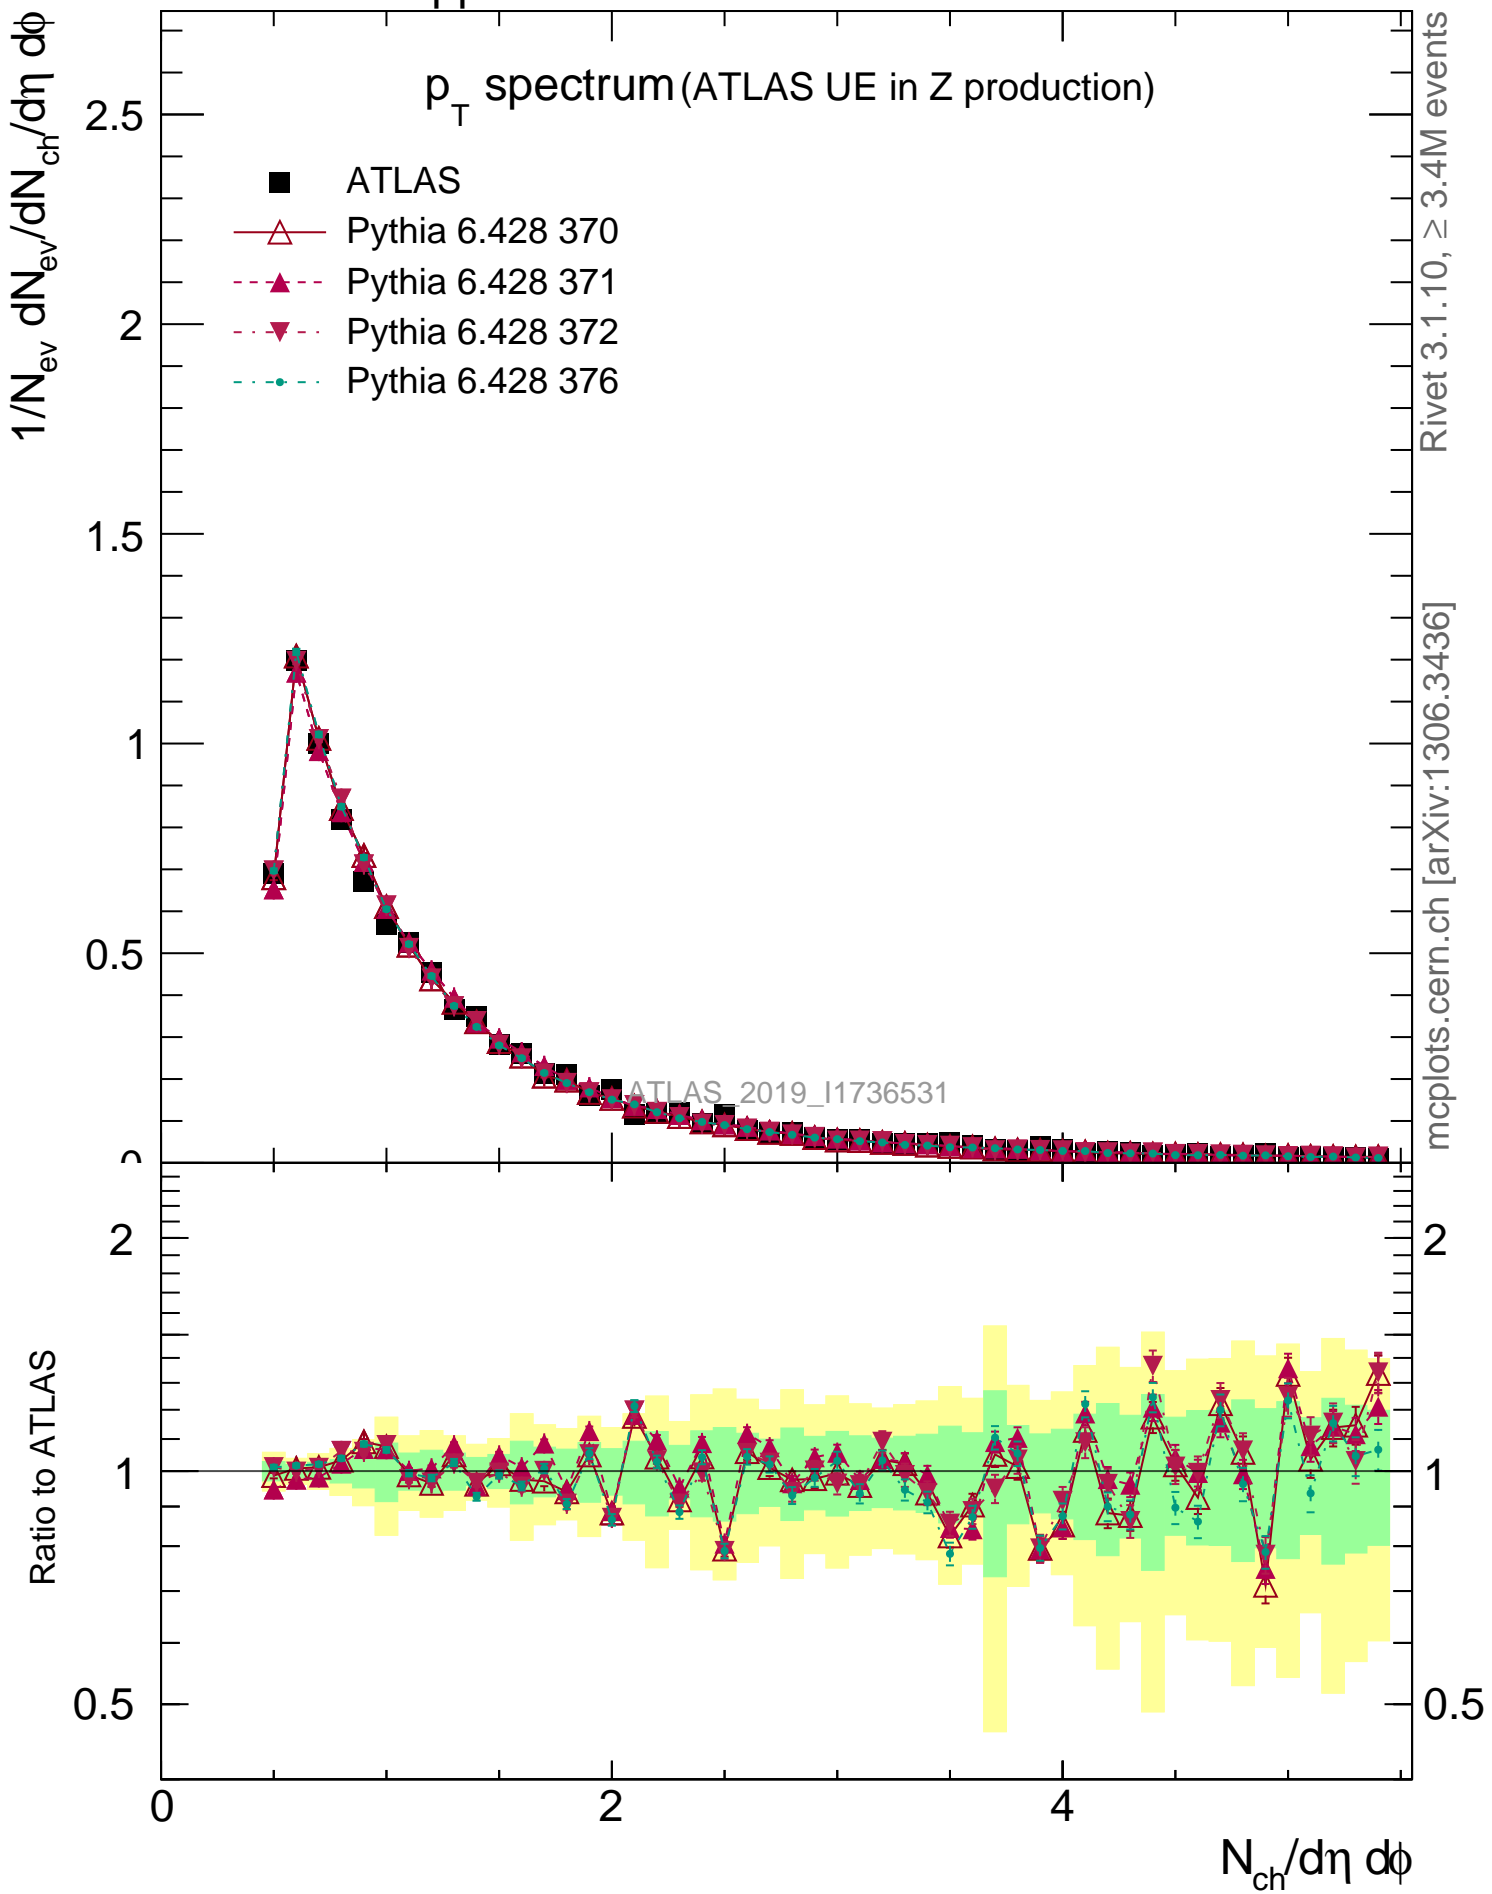 p_T spectrum (ATLAS UE in Z production)
1/N_ev dN_ev/dN_ch/dη dϕ
ATLAS
Pythia 6.428 370
Pythia 6.428 371
Pythia 6.428 372
Pythia 6.428 376
2.5
2
1.5
1
0.5
0
ATLAS_2019_I1736531
Rivet 3.1.10, ≥ 3.4M events
mcplots.cern.ch [arXiv:1306.3436]
Ratio to ATLAS
2
1
0.5
2
1
0.5
0 2 4
N_ch/dη dϕ